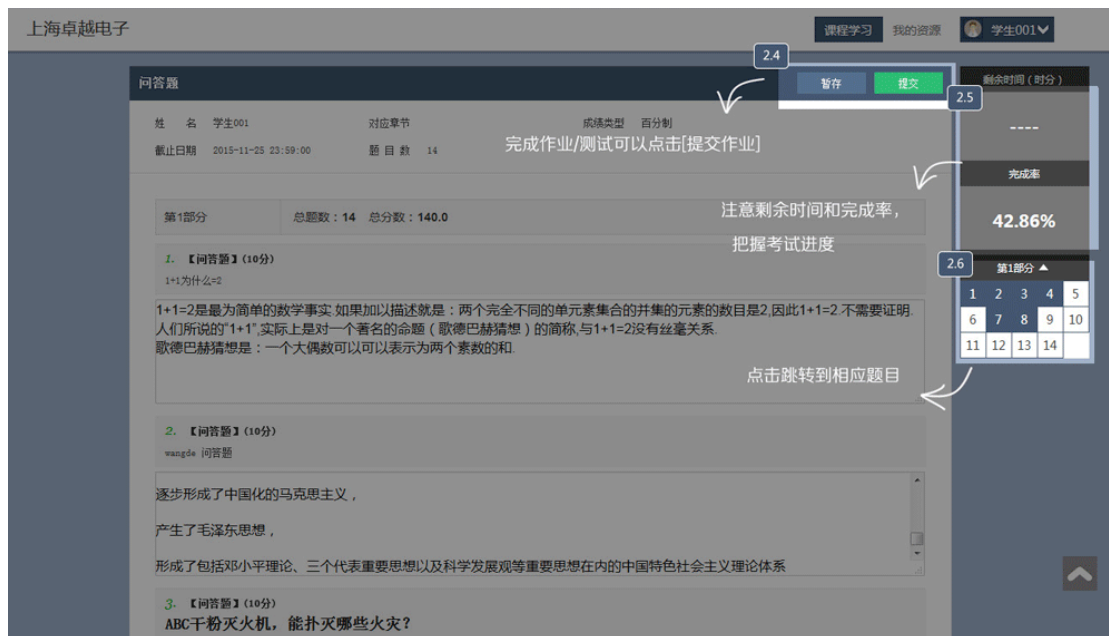 上海卓越电子
课程学习 我的资源 学生001
2.4
问答题 暂存 提交 剩余时间（时分）
2.5
姓 名 学生001 对应章节 成绩类型 百分制
----
完成作业/测试可以点击[提交作业]
截止日期 2015-11-25 23:59:00 题 目 数 14
完成率
注意剩余时间和完成率，
把握考试进度
42.86%
第1部分 总题数：14 总分数：140.0
2.6
第1部分
1 2 3 4 5
6 7 8 9 10
11 12 13 14
1. 【问答题】(10分)
1+1为什么=2
1+1=2是最为简单的数学事实.如果加以描述就是：两个完全不同的单元素集合的并集的元素的数目是2,因此1+1=2.不需要证明.
人们所说的"1+1",实际上是对一个著名的命题（歌德巴赫猜想）的简称,与1+1=2没有丝毫关系.
歌德巴赫猜想是：一个大偶数可以可以表示为两个素数的和.
点击跳转到相应题目
2. 【问答题】(10分)
wangde 问答题
逐步形成了中国化的马克思主义，
产生了毛泽东思想，
形成了包括邓小平理论、三个代表重要思想以及科学发展观等重要思想在内的中国特色社会主义理论体系
3. 【问答题】(10分)
ABC干粉灭火机，能扑灭哪些火灾？